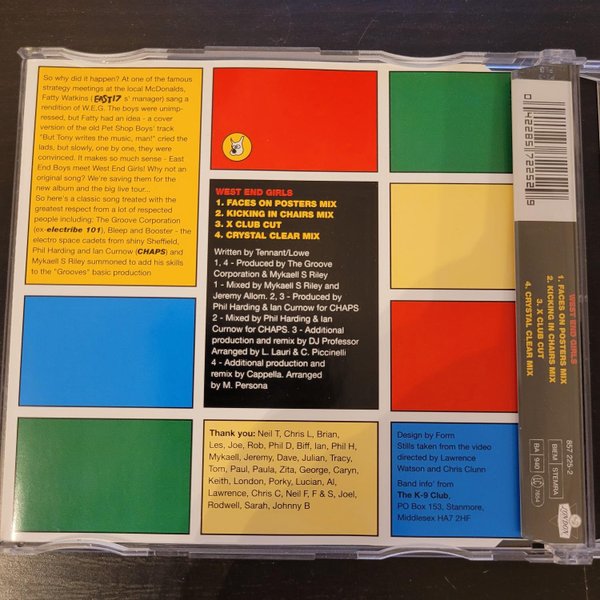 So why did it happen? At one of the famous
strategy meetings at the local McDonalds,
Fatty Watkins (EAST17 s' manager) sang a
rendition of W.E.G. The boys were unimp-
ressed, but Fatty had an idea - a cover
version of the old Pet Shop Boys' track
"But Tony writes the music, man!" cried the
lads, but slowly, one by one, they were
convinced. It makes so much sense - East
End Boys meet West End Girls! Why not an
original song? We're saving them for the
new album and the big live tour...
So here's a classic song treated with the
greatest respect from a lot of respected
people including: The Groove Corporation
(ex-electribe 101), Bleep and Booster - the
electro space cadets from shiny Sheffield,
Phil Harding and Ian Curnow (CHAPS) and
Mykaell S Riley summoned to add his skills
to the "Grooves" basic production
WEST END GIRLS
1. FACES ON POSTERS MIX
2. KICKING IN CHAIRS MIX
3. X CLUB CUT
4. CRYSTAL CLEAR MIX
Written by Tennant/Lowe
1, 4 - Produced by The Groove
Corporation & Mykaell S Riley
1 - Mixed by Mykaell S Riley and
Jeremy Allom. 2, 3 - Produced by
Phil Harding & Ian Curnow for CHAPS
2 - Mixed by Phil Harding & Ian
Curnow for CHAPS. 3 - Additional
production and remix by DJ Professor
Arranged by L. Lauri & C. Piccinelli
4 - Additional production and
remix by Cappella. Arranged
by M. Persona
Thank you: Neil T, Chris L, Brian,
Les, Joe, Rob, Phil D, Biff, Ian, Phil H,
Mykaell, Jeremy, Dave, Julian, Tracy,
Tom, Paul, Paula, Zita, George, Caryn,
Keith, London, Porky, Lucian, Al,
Lawrence, Chris C, Neil F, F & S, Joel,
Rodwell, Sarah, Johnny B
Design by Form
Stills taken from the video
directed by Lawrence
Watson and Chris Clunn
Band info' from
The K-9 Club,
PO Box 153, Stanmore,
Middlesex HA7 2HF
0 42285 72252 9
WEST END GIRLS
1. FACES ON POSTERS MIX
2. KICKING IN CHAIRS MIX
3. X CLUB CUT
4. CRYSTAL CLEAR MIX
857 225-2
BIEM STEMRA
BA 940
LC 7654
LONDON